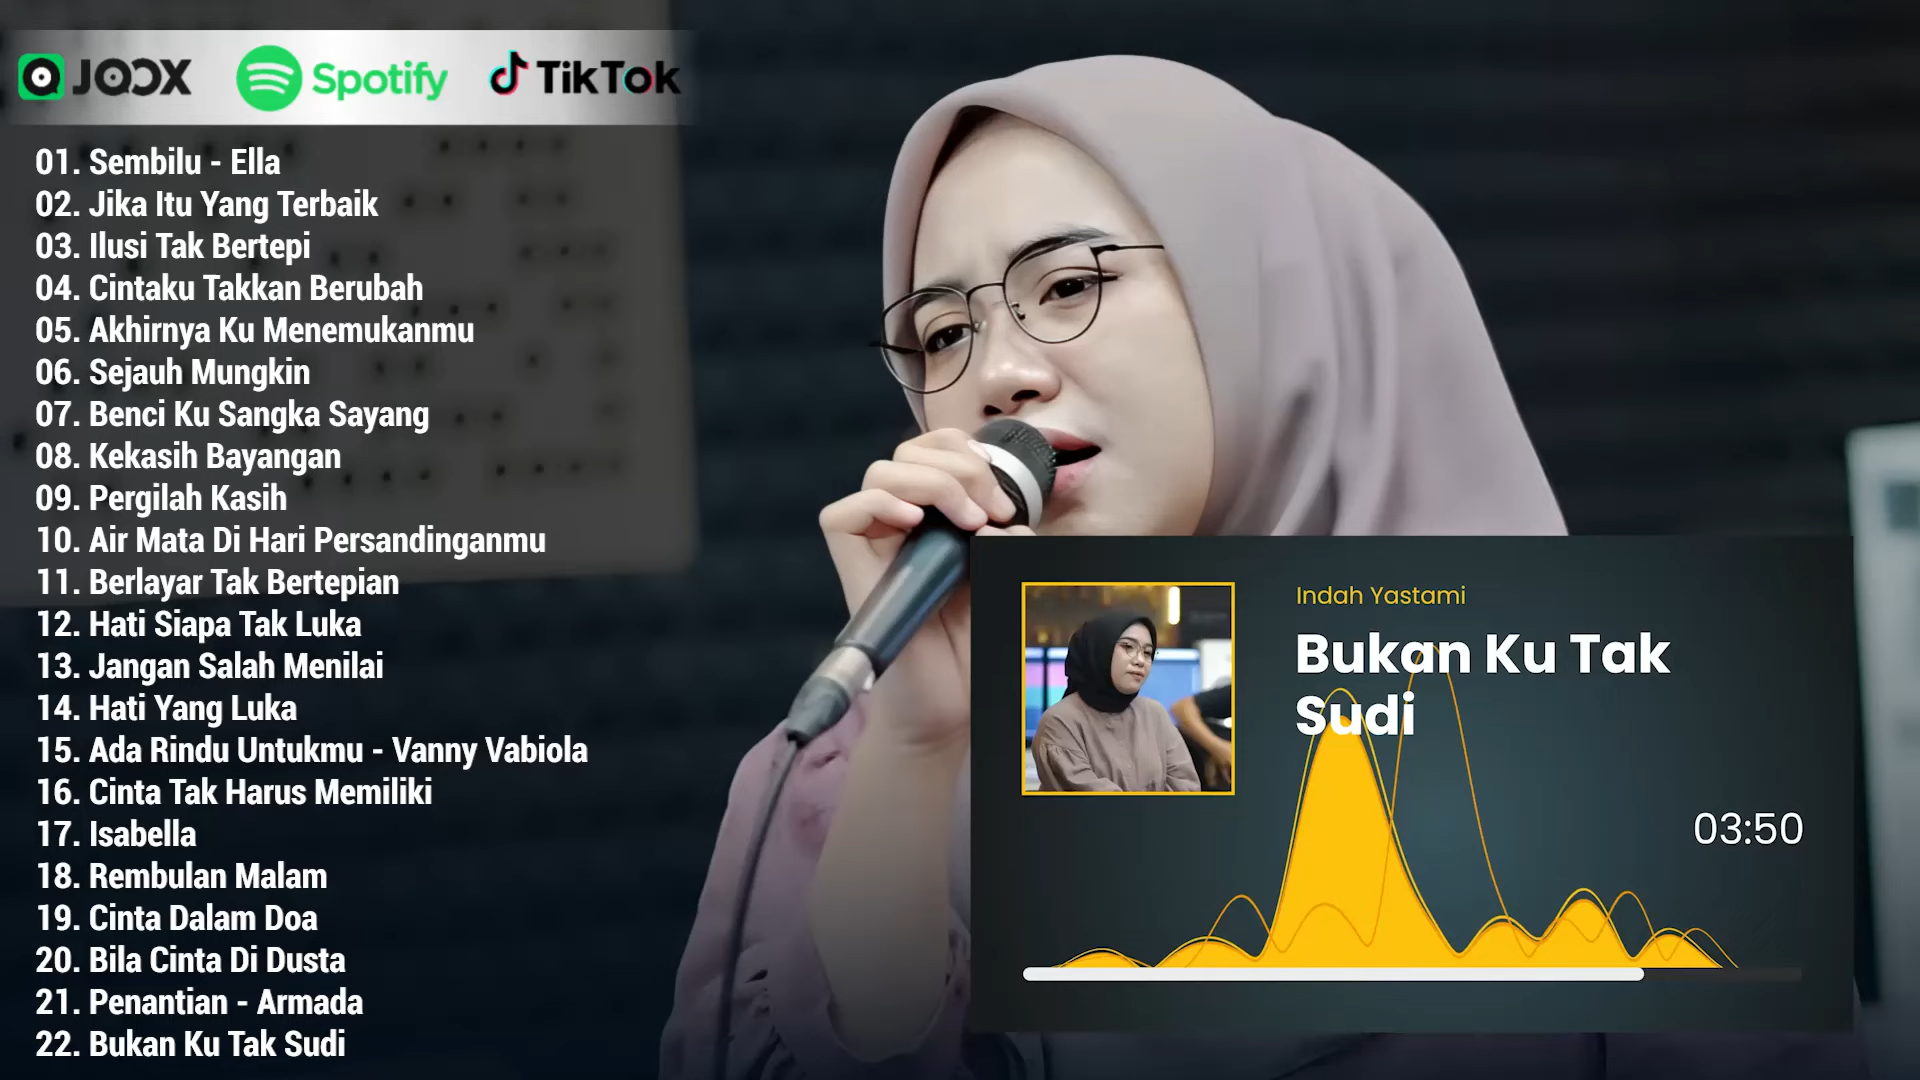 JOOX Spotify TikTok
01. Sembilu - Ella
02. Jika Itu Yang Terbaik
03. Ilusi Tak Bertepi
04. Cintaku Takkan Berubah
05. Akhirnya Ku Menemukanmu
06. Sejauh Mungkin
07. Benci Ku Sangka Sayang
08. Kekasih Bayangan
09. Pergilah Kasih
10. Air Mata Di Hari Persandinganmu
11. Berlayar Tak Bertepian
12. Hati Siapa Tak Luka
13. Jangan Salah Menilai
14. Hati Yang Luka
15. Ada Rindu Untukmu - Vanny Vabiola
16. Cinta Tak Harus Memiliki
17. Isabella
18. Rembulan Malam
19. Cinta Dalam Doa
20. Bila Cinta Di Dusta
21. Penantian - Armada
22. Bukan Ku Tak Sudi
Indah Yastami
Bukan Ku Tak
Sudi
03:50